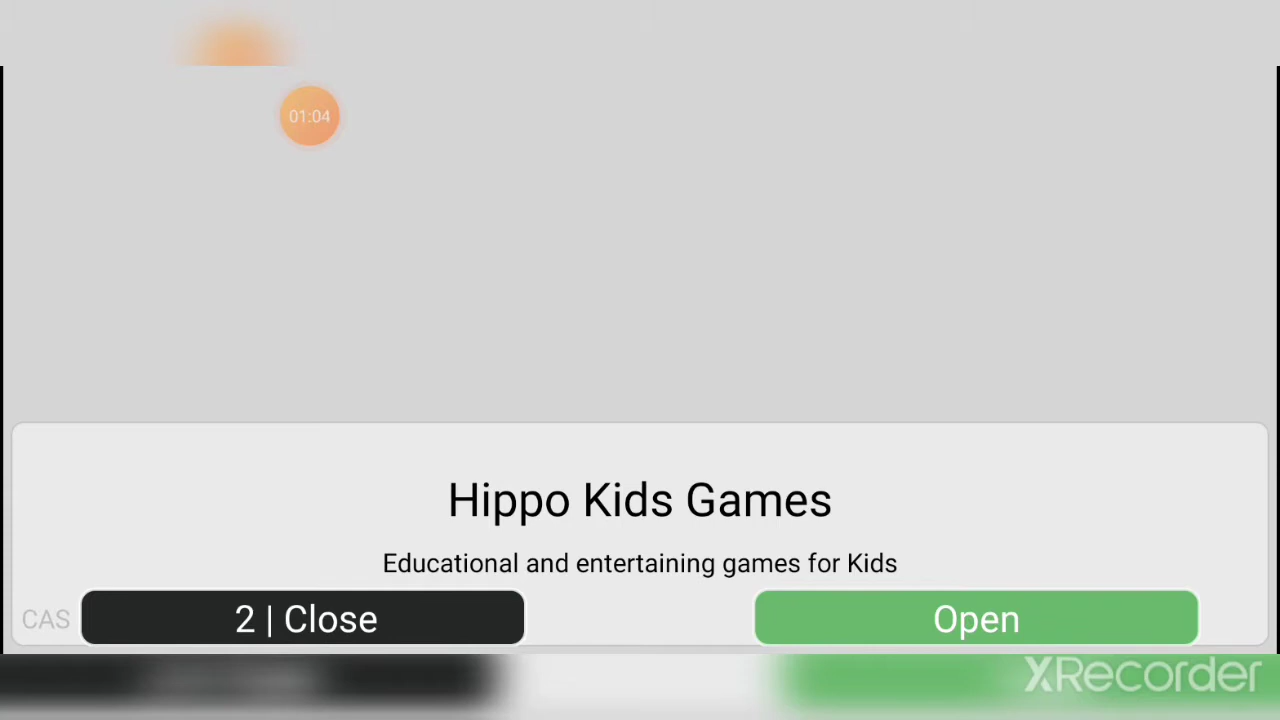 01:04
Hippo Kids Games
Educational and entertaining games for Kids
CAS
2 | Close
Open
XRecorder